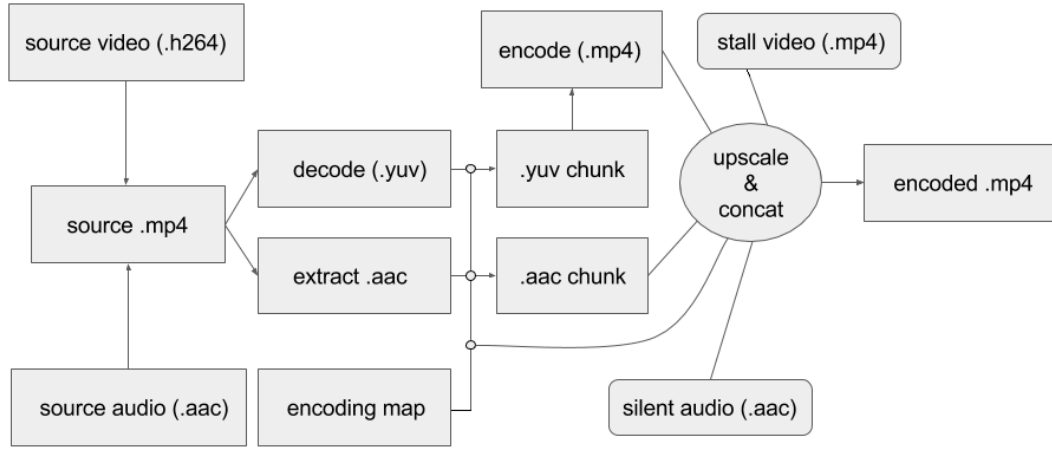 source video (.h264)
encode (.mp4)
stall video (.mp4)
decode (.yuv)
.yuv chunk
upscale
&
concat
encoded .mp4
source .mp4
extract .aac
.aac chunk
source audio (.aac)
encoding map
silent audio (.aac)